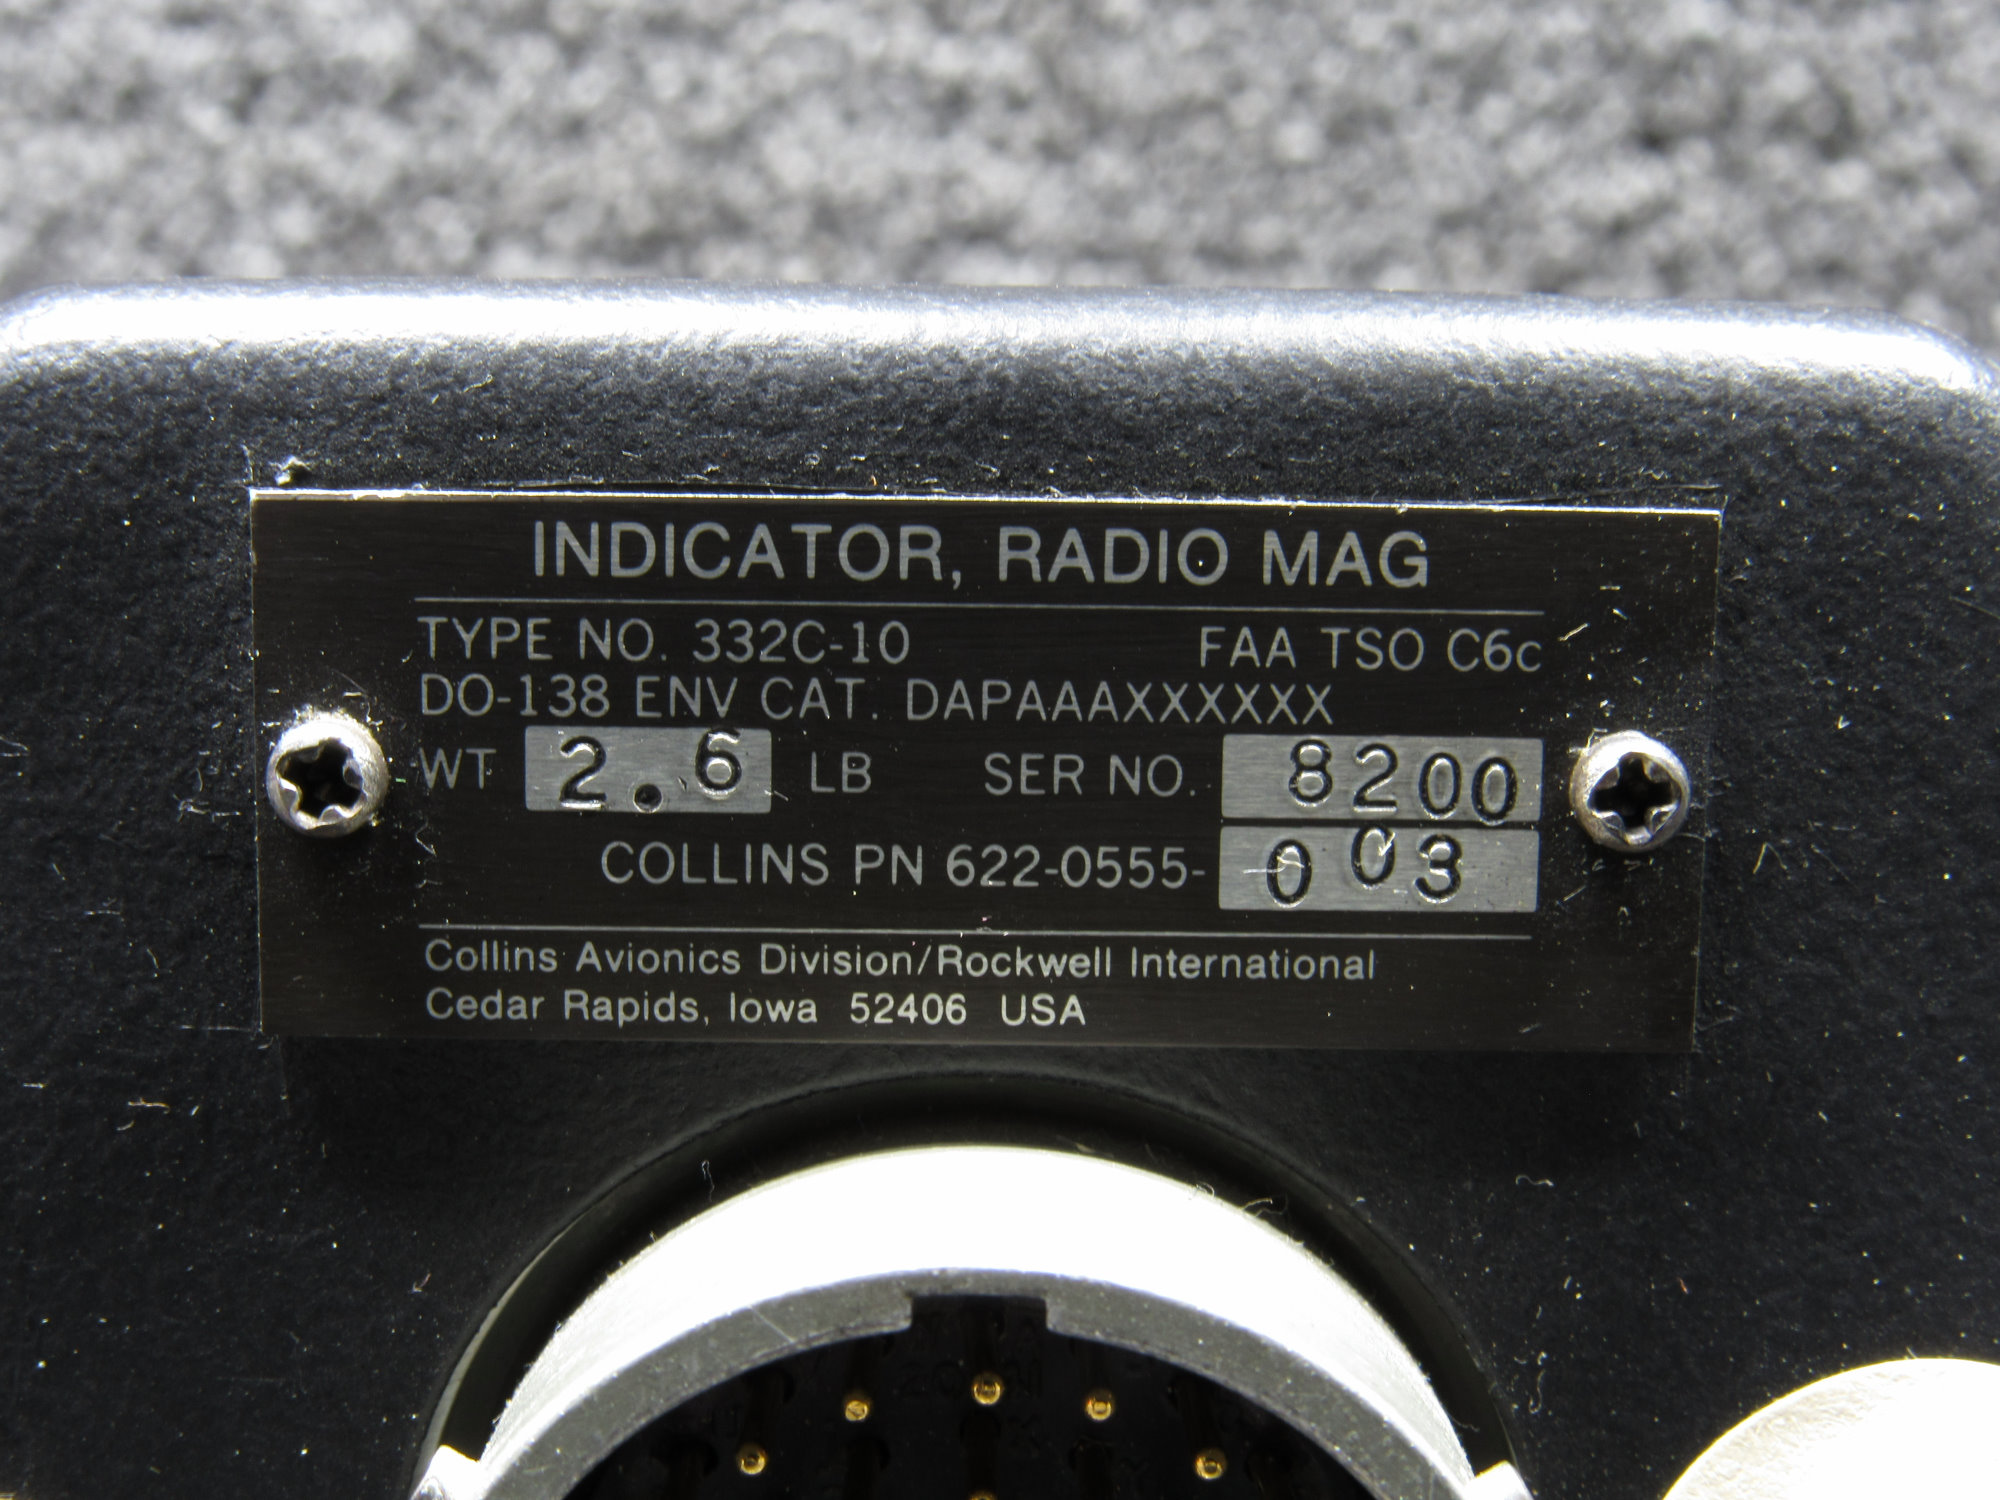 INDICATOR, RADIO MAG
TYPE NO. 332C-10 FAA TSO C6c
DO-138 ENV CAT. DAPAAAXXXXXX
WT 2.6 LB SER NO. 8200
COLLINS PN 622-0555-003
Collins Avionics Division/Rockwell International
Cedar Rapids, Iowa 52406 USA